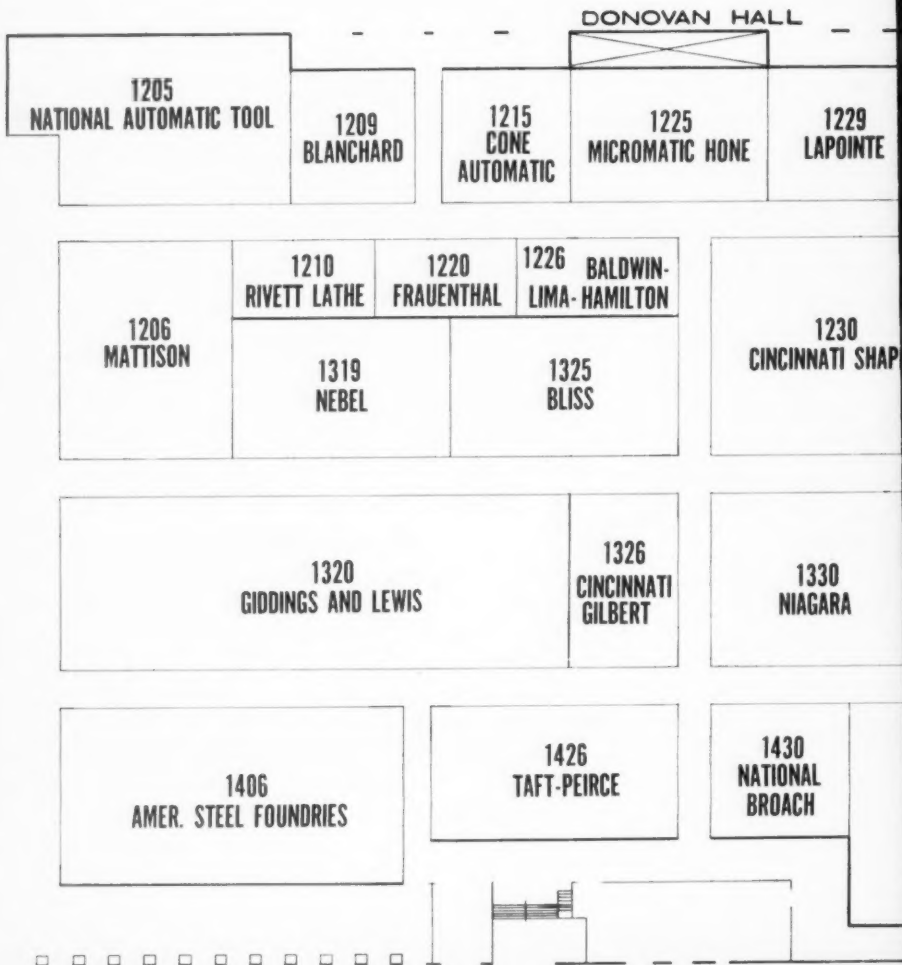 DONOVAN HALL
1205
NATIONAL AUTOMATIC TOOL
1209
BLANCHARD
1215
CONE
AUTOMATIC
1225
MICROMATIC HONE
1229
LAPOINTE
1206
MATTISON
1210
RIVETT LATHE
1220
FRAUENTHAL
1226 BALDWIN-
LIMA-HAMILTON
1319
NEBEL
1325
BLISS
1230
CINCINNATI SHAP
1320
GIDDINGS AND LEWIS
1326
CINCINNATI
GILBERT
1330
NIAGARA
1406
AMER. STEEL FOUNDRIES
1426
TAFT-PEIRCE
1430
NATIONAL
BROACH